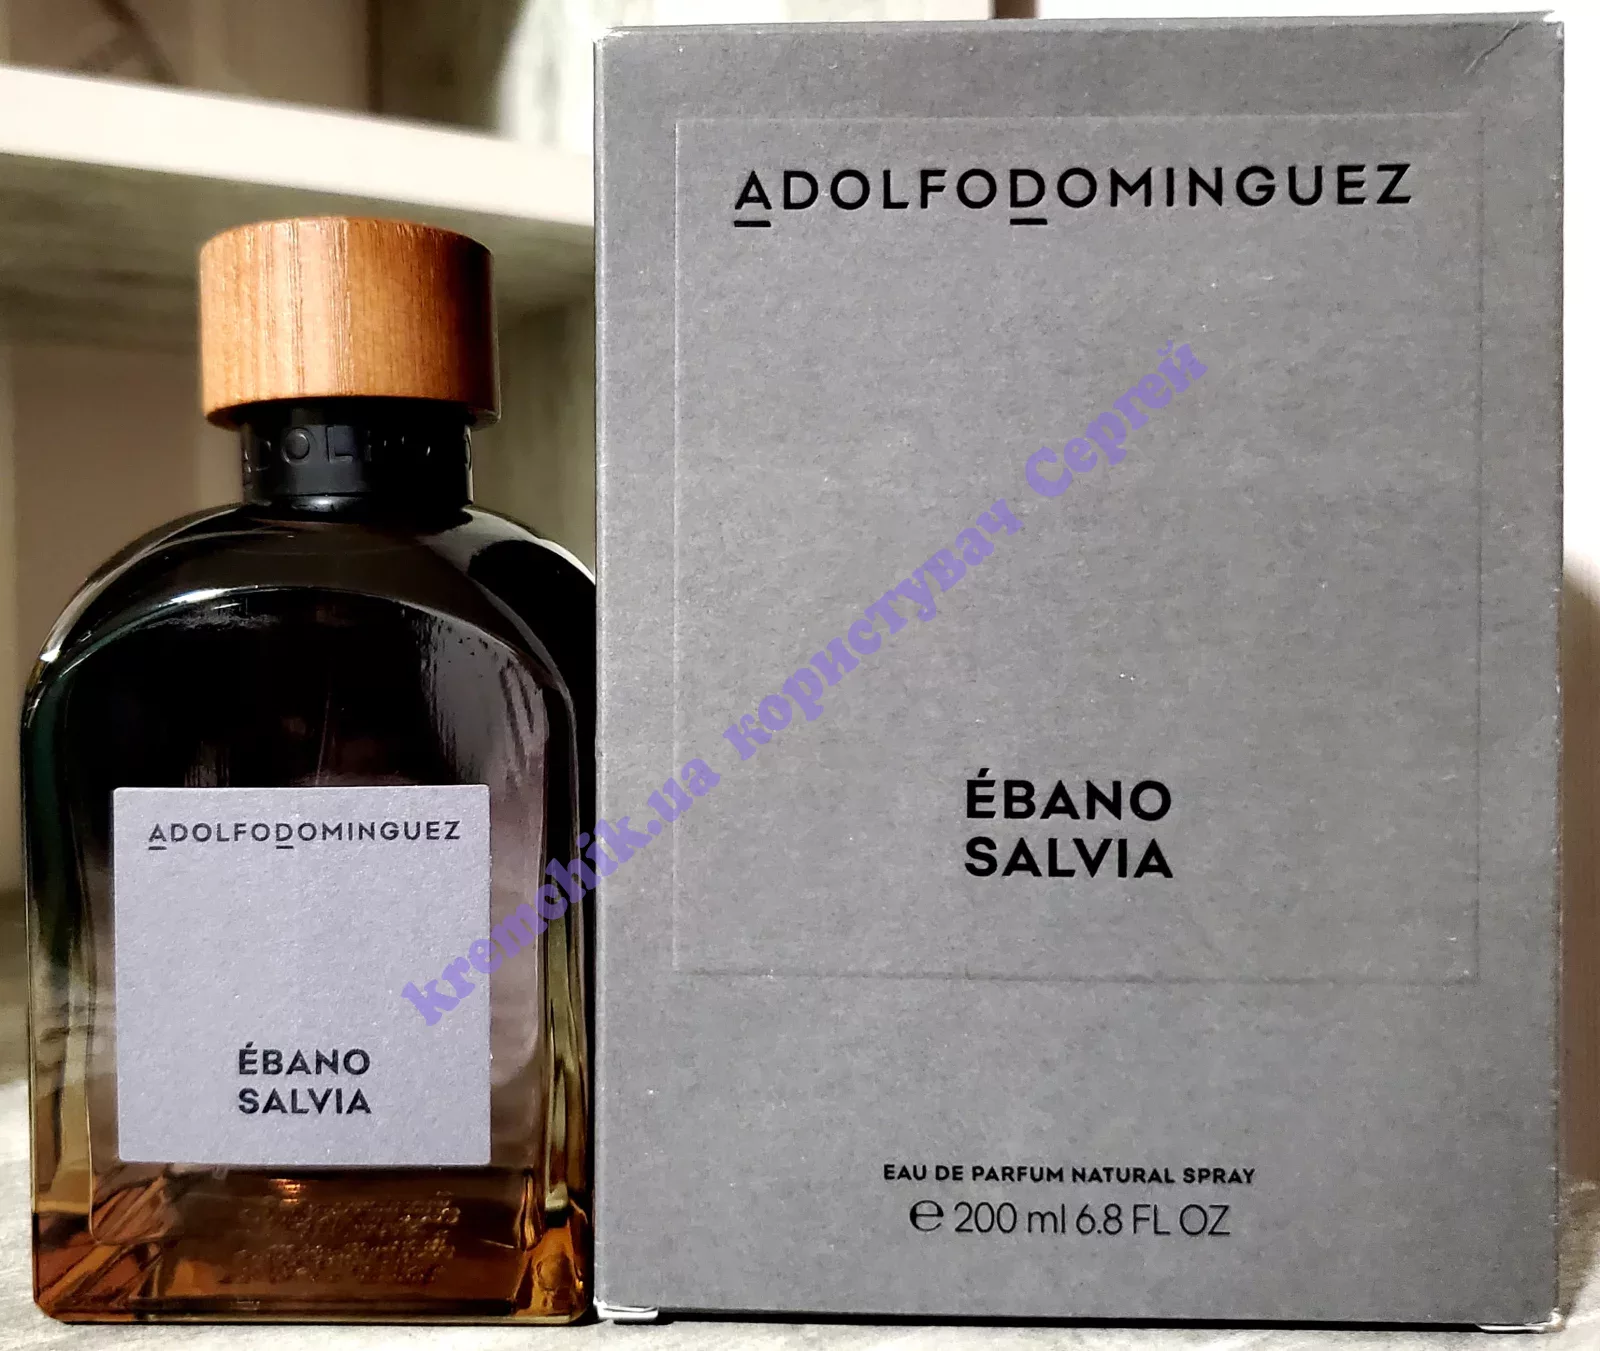 ADOLFODOMINGUEZ
ÉBANO
SALVIA
EAU DE PARFUM NATURAL SPRAY
℮ 200 ml 6.8 FL OZ
ADOLFO D
ADOLFODOMINGUEZ
ÉBANO
SALVIA
kremchik.ua користувач Сергей